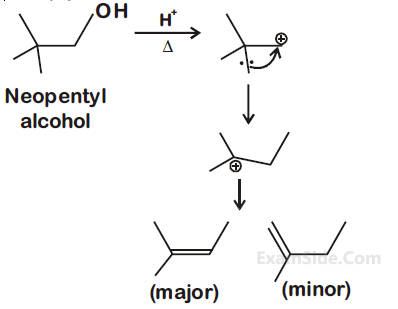 OH
H⁺
Δ
⊕
Neopentyl
alcohol
⊕
ExamSide.Com
(major)
(minor)